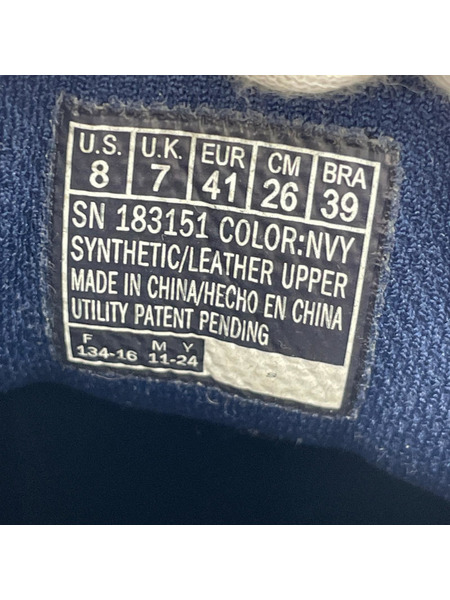 U.S. U.K. EUR CM BRA
8 7 41 26 39
SN 183151 COLOR:NVY
SYNTHETIC/LEATHER UPPER
MADE IN CHINA/HECHO EN CHINA
UTILITY PATENT PENDING
F M Y
134-16 11-24